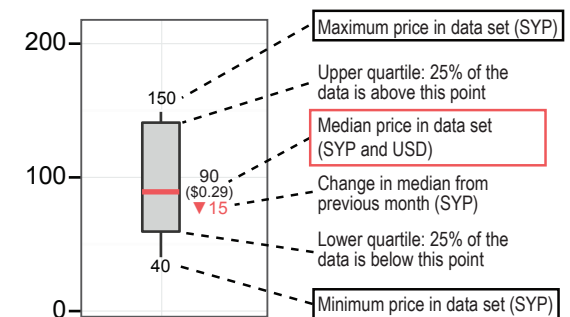 200
100
0
150
90
($0.29)
▼15
40
Maximum price in data set (SYP)
Upper quartile: 25% of the
data is above this point
Median price in data set
(SYP and USD)
Change in median from
previous month (SYP)
Lower quartile: 25% of the
data is below this point
Minimum price in data set (SYP)